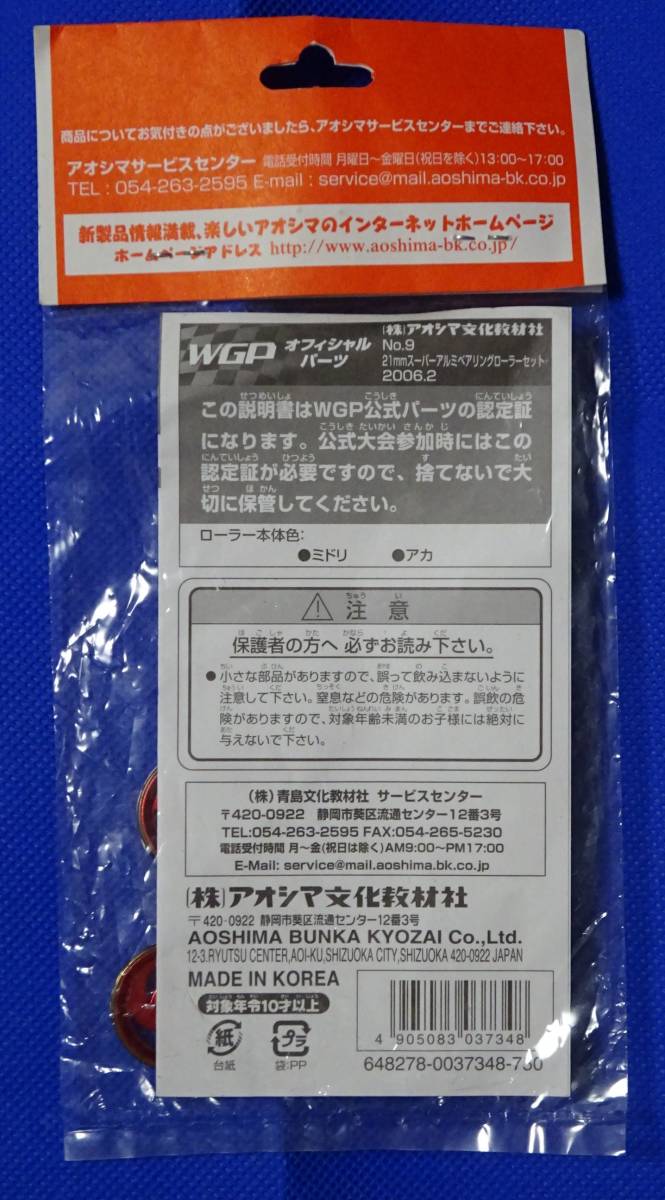 商品についてお気付きの点がございましたら、アオシマサービスセンターまでご連絡下さい。
アオシマサービスセンター 電話受付時間 月曜日～金曜日(祝日を除く)13:00～17:00
TEL : 054-263-2595 E-mail : service@mail.aoshima-bk.co.jp
新製品情報満載、楽しいアオシマのインターネットホームページ
ホームページアドレス http://www.aoshima-bk.co.jp/
WGP オフィシャルパーツ
(株)アオシマ文化教材社
No.9
21mmスーパーアルミベアリングローラーセット
2006.2
この説明書はWGP公式パーツの認定証
になります。公式大会参加時にはこの
認定証が必要ですので、捨てないで大
切に保管してください。
ローラー本体色:
●ミドリ ●アカ
⚠注意
保護者の方へ 必ずお読み下さい。
●小さな部品がありますので、誤って飲み込まないように
注意して下さい。窒息などの危険があります。誤飲の危
険がありますので、対象年齢未満のお子様には絶対に
与えないで下さい。
(株)青島文化教材社 サービスセンター
〒420-0922 静岡市葵区流通センター12番3号
TEL:054-263-2595 FAX:054-265-5230
電話受付時間 月～金(祝日は除く)AM9:00～PM17:00
E-Mail: service@mail.aoshima-bk.co.jp
(株)アオシマ文化教材社
〒420-0922 静岡市葵区流通センター12番3号
AOSHIMA BUNKA KYOZAI Co.,Ltd.
12-3.RYUTSU CENTER,AOI-KU,SHIZUOKA CITY,SHIZUOKA 420-0922 JAPAN
MADE IN KOREA
対象年令10才以上
紙 プラ
台紙 袋:PP
4 905083 037348
648278-0037348-750